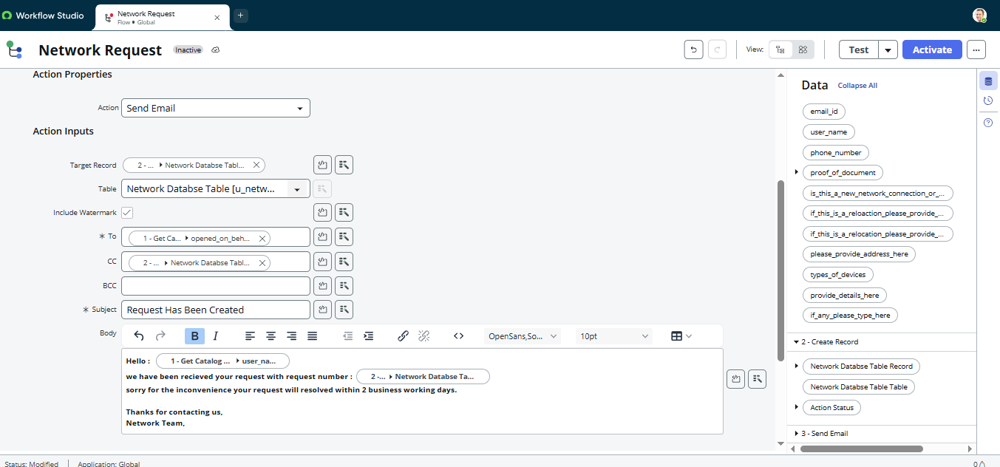 Workflow Studio
Network Request
Flow • Global
Network Request
Inactive
View:
Test
Activate
Action Properties
Action
Send Email
Action Inputs
Target Record
2 - ... Network Databse Tabl...
Table
Network Databse Table [u_netw...
Include Watermark
* To
1 - Get Ca... opened_on_beh...
CC
2 - ... Network Databse Tabl...
BCC
* Subject
Request Has Been Created
Body
B I OpenSans,So... 10pt
Hello : 1 - Get Catalog ... user_na...
we have been recieved your request with request number : 2 -... Network Databse Ta...
sorry for the inconvenience your request will resolved within 2 business working days.
Thanks for contacting us,
Network Team,
Data Collapse All
email_id
user_name
phone_number
proof_of_document
is_this_a_new_network_connection_or_...
if_this_is_a_reloaction_please_provide_...
if_this_is_a_relocation_please_provide_...
please_provide_address_here
types_of_devices
provide_details_here
if_any_please_type_here
2 - Create Record
Network Databse Table Record
Network Databse Table Table
Action Status
3 - Send Email
Status: Modified
Application: Global
0